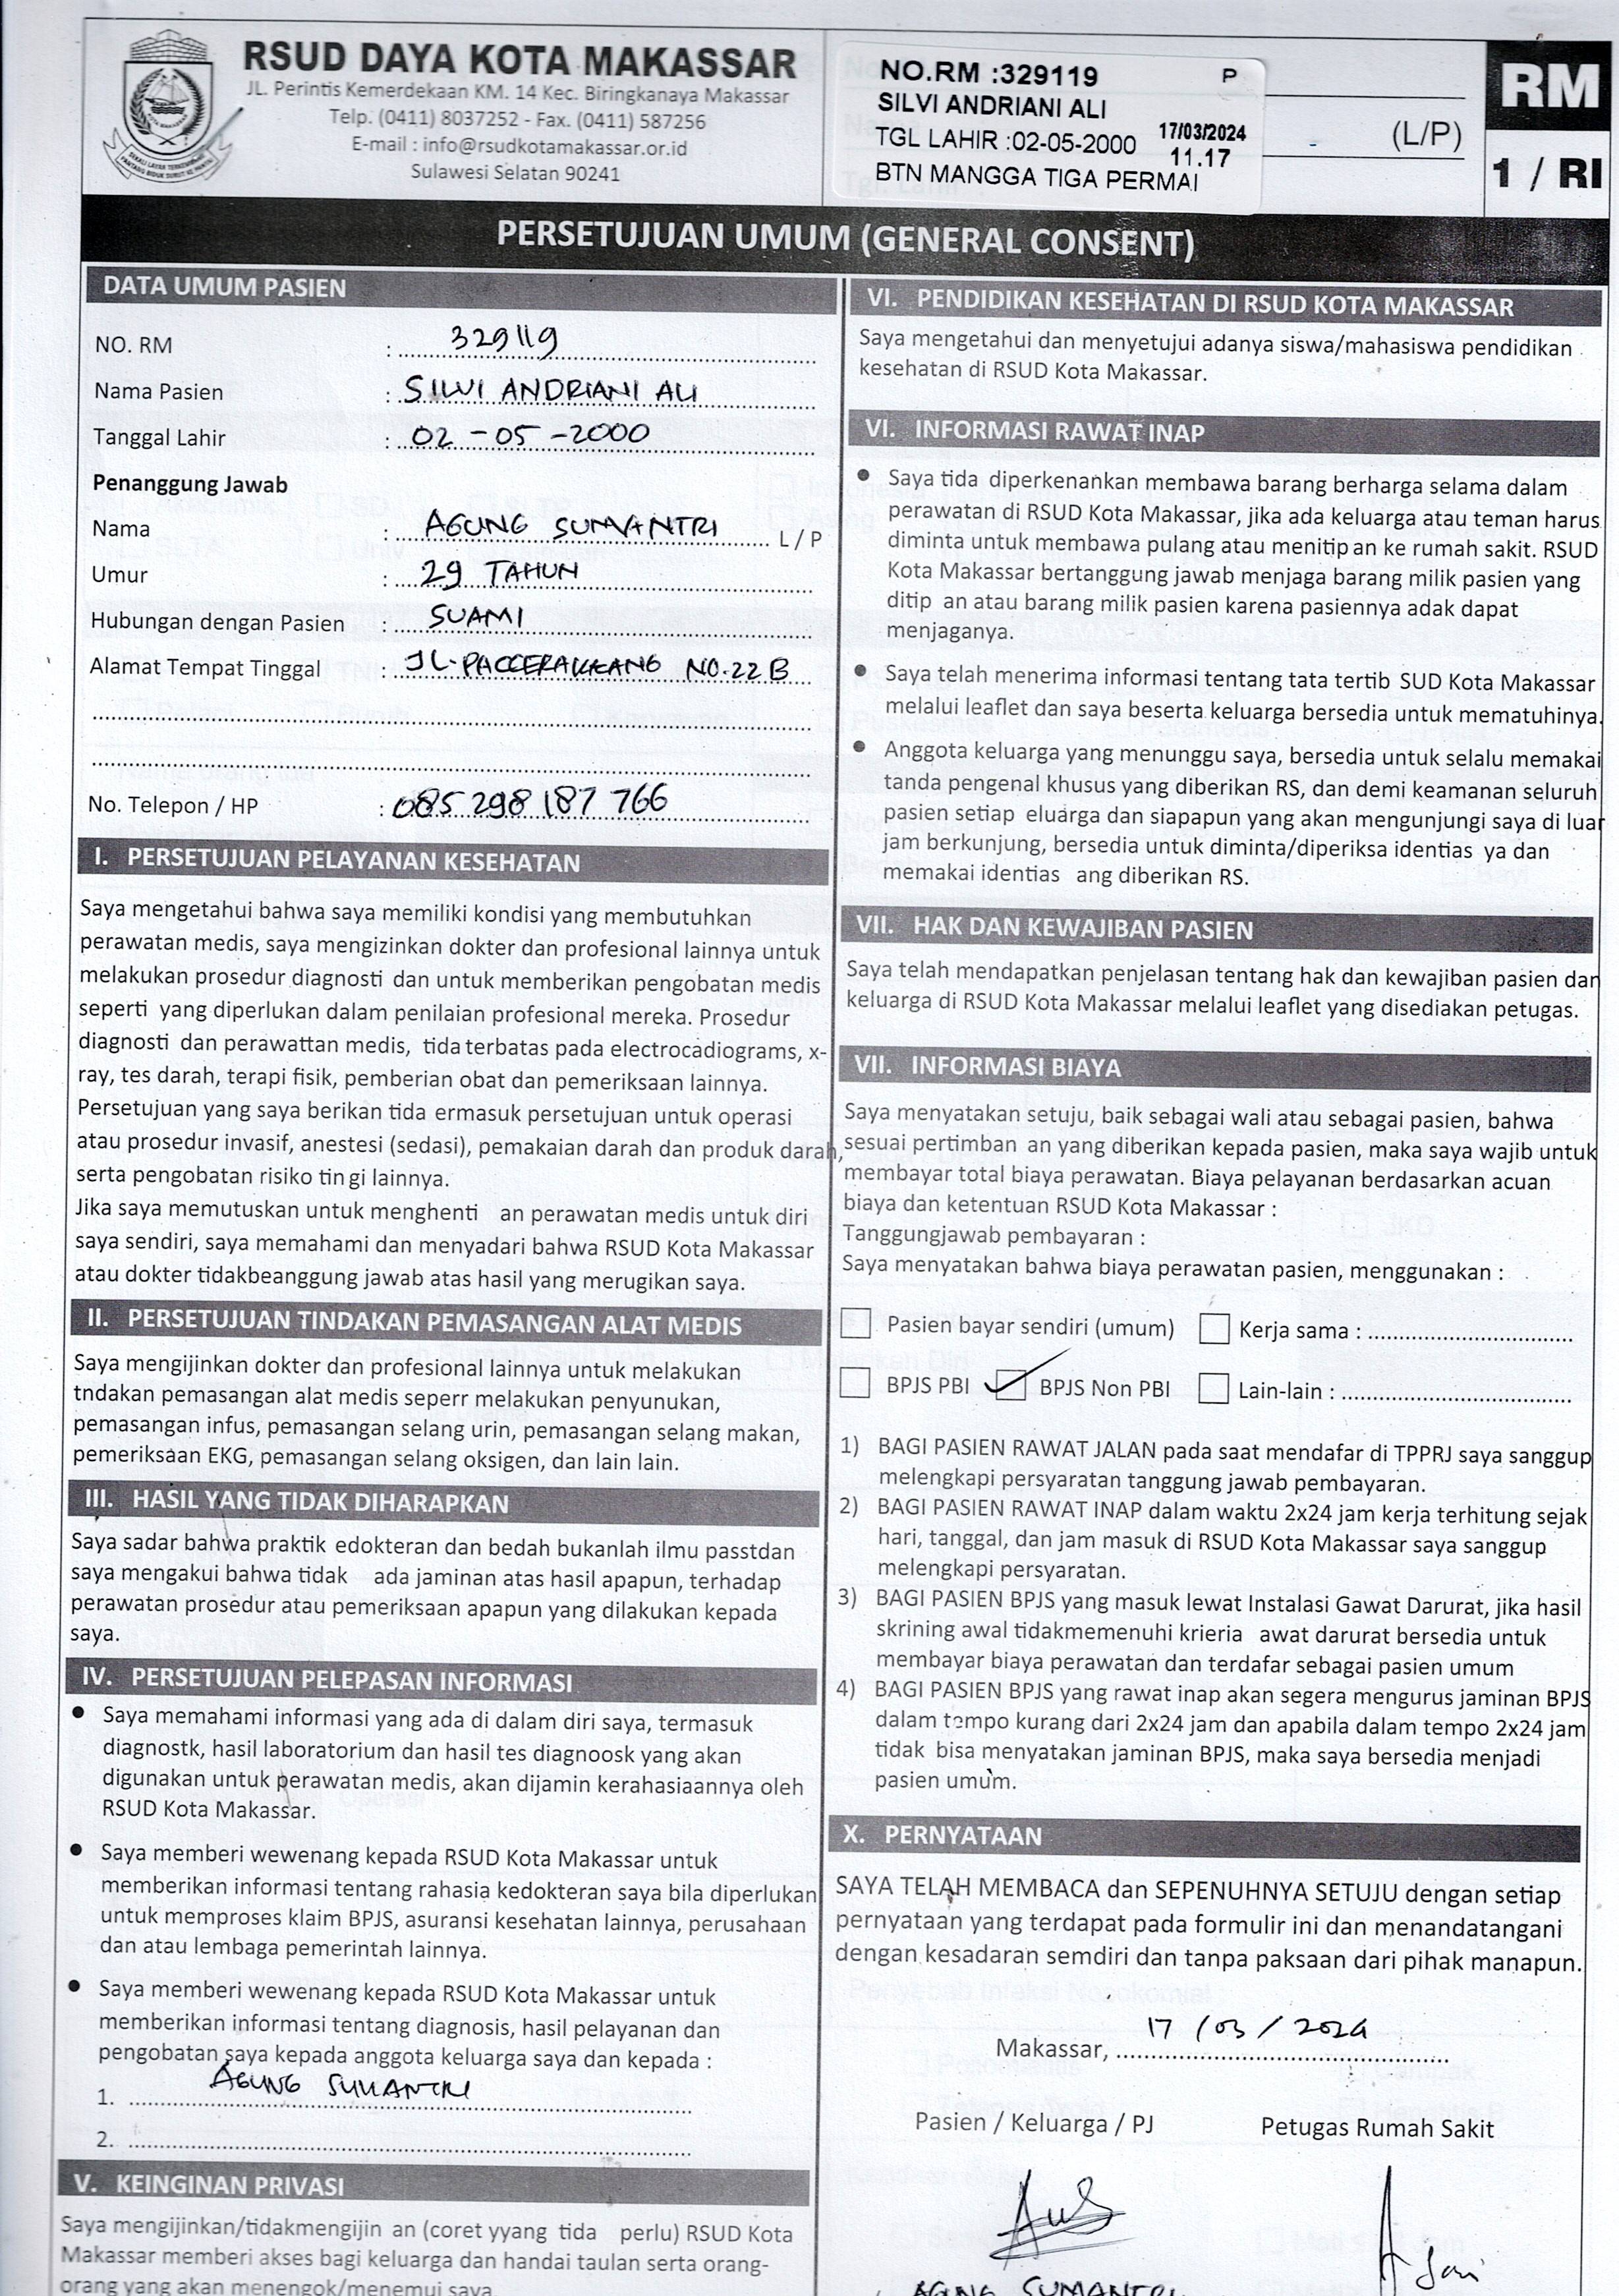 RSUD DAYA KOTA MAKASSAR
JL. Perintis Kemerdekaan KM. 14 Kec. Biringkanaya Makassar
Telp. (0411) 8037252 - Fax. (0411) 587256
E-mail : info@rsudkotamakassar.or.id
Sulawesi Selatan 90241
NO.RM :329119 P
SILVI ANDRIANI ALI
TGL LAHIR :02-05-2000 17/03/2024
11.17
BTN MANGGA TIGA PERMAI
(L/P)
RM
1 / RI
PERSETUJUAN UMUM (GENERAL CONSENT)
DATA UMUM PASIEN
NO. RM : 329119
Nama Pasien : SILVI ANDRIANI ALI
Tanggal Lahir : 02 - 05 - 2000
Penanggung Jawab
Nama : AGUNG SUMANTRI L / P
Umur : 29 TAHUN
Hubungan dengan Pasien : SUAMI
Alamat Tempat Tinggal : JL. PACCERAKKANG NO. 22 B
No. Telepon / HP : 085 298 187 766
I. PERSETUJUAN PELAYANAN KESEHATAN
Saya mengetahui bahwa saya memiliki kondisi yang membutuhkan
perawatan medis, saya mengizinkan dokter dan profesional lainnya untuk
melakukan prosedur diagnosti dan untuk memberikan pengobatan medis
seperti yang diperlukan dalam penilaian profesional mereka. Prosedur
diagnosti dan perawattan medis, tida terbatas pada electrocadiograms, x-
ray, tes darah, terapi fisik, pemberian obat dan pemeriksaan lainnya.
Persetujuan yang saya berikan tida ermasuk persetujuan untuk operasi
atau prosedur invasif, anestesi (sedasi), pemakaian darah dan produk darah,
serta pengobatan risiko tin gi lainnya.
Jika saya memutuskan untuk menghenti an perawatan medis untuk diri
saya sendiri, saya memahami dan menyadari bahwa RSUD Kota Makassar
atau dokter tidakbeanggung jawab atas hasil yang merugikan saya.
II. PERSETUJUAN TINDAKAN PEMASANGAN ALAT MEDIS
Saya mengijinkan dokter dan profesional lainnya untuk melakukan
tndakan pemasangan alat medis seperr melakukan penyunukan,
pemasangan infus, pemasangan selang urin, pemasangan selang makan,
pemeriksaan EKG, pemasangan selang oksigen, dan lain lain.
III. HASIL YANG TIDAK DIHARAPKAN
Saya sadar bahwa praktik edokteran dan bedah bukanlah ilmu passtdan
saya mengakui bahwa tidak ada jaminan atas hasil apapun, terhadap
perawatan prosedur atau pemeriksaan apapun yang dilakukan kepada
saya.
IV. PERSETUJUAN PELEPASAN INFORMASI
• Saya memahami informasi yang ada di dalam diri saya, termasuk
diagnostk, hasil laboratorium dan hasil tes diagnoosk yang akan
digunakan untuk perawatan medis, akan dijamin kerahasiaannya oleh
RSUD Kota Makassar.
• Saya memberi wewenang kepada RSUD Kota Makassar untuk
memberikan informasi tentang rahasia kedokteran saya bila diperlukan
untuk memproses klaim BPJS, asuransi kesehatan lainnya, perusahaan
dan atau lembaga pemerintah lainnya.
• Saya memberi wewenang kepada RSUD Kota Makassar untuk
memberikan informasi tentang diagnosis, hasil pelayanan dan
pengobatan saya kepada anggota keluarga saya dan kepada :
1. AGUNG SUMANTRI
2.
V. KEINGINAN PRIVASI
Saya mengijinkan/tidakmengijin an (coret yyang tida perlu) RSUD Kota
Makassar memberi akses bagi keluarga dan handai taulan serta orang-
orang yang akan menengok/menemui saya.
VI. PENDIDIKAN KESEHATAN DI RSUD KOTA MAKASSAR
Saya mengetahui dan menyetujui adanya siswa/mahasiswa pendidikan
kesehatan di RSUD Kota Makassar.
VI. INFORMASI RAWAT INAP
• Saya tida diperkenankan membawa barang berharga selama dalam
perawatan di RSUD Kota Makassar, jika ada keluarga atau teman harus
diminta untuk membawa pulang atau menitip an ke rumah sakit. RSUD
Kota Makassar bertanggung jawab menjaga barang milik pasien yang
ditip an atau barang milik pasien karena pasiennya adak dapat
menjaganya.
• Saya telah menerima informasi tentang tata tertib SUD Kota Makassar
melalui leaflet dan saya beserta keluarga bersedia untuk mematuhinya.
• Anggota keluarga yang menunggu saya, bersedia untuk selalu memakai
tanda pengenal khusus yang diberikan RS, dan demi keamanan seluruh
pasien setiap eluarga dan siapapun yang akan mengunjungi saya di luar
jam berkunjung, bersedia untuk diminta/diperiksa identias ya dan
memakai identias ang diberikan RS.
VII. HAK DAN KEWAJIBAN PASIEN
Saya telah mendapatkan penjelasan tentang hak dan kewajiban pasien dan
keluarga di RSUD Kota Makassar melalui leaflet yang disediakan petugas.
VII. INFORMASI BIAYA
Saya menyatakan setuju, baik sebagai wali atau sebagai pasien, bahwa
sesuai pertimban an yang diberikan kepada pasien, maka saya wajib untuk
membayar total biaya perawatan. Biaya pelayanan berdasarkan acuan
biaya dan ketentuan RSUD Kota Makassar :
Tanggungjawab pembayaran :
Saya menyatakan bahwa biaya perawatan pasien, menggunakan :
Pasien bayar sendiri (umum) Kerja sama :
BPJS PBI ✓ BPJS Non PBI Lain-lain :
1) BAGI PASIEN RAWAT JALAN pada saat mendafar di TPPRJ saya sanggup
melengkapi persyaratan tanggung jawab pembayaran.
2) BAGI PASIEN RAWAT INAP dalam waktu 2x24 jam kerja terhitung sejak
hari, tanggal, dan jam masuk di RSUD Kota Makassar saya sanggup
melengkapi persyaratan.
3) BAGI PASIEN BPJS yang masuk lewat Instalasi Gawat Darurat, jika hasil
skrining awal tidakmemenuhi krieria awat darurat bersedia untuk
membayar biaya perawatan dan terdafar sebagai pasien umum
4) BAGI PASIEN BPJS yang rawat inap akan segera mengurus jaminan BPJS
dalam tempo kurang dari 2x24 jam dan apabila dalam tempo 2x24 jam
tidak bisa menyatakan jaminan BPJS, maka saya bersedia menjadi
pasien umum.
X. PERNYATAAN
SAYA TELAH MEMBACA dan SEPENUHNYA SETUJU dengan setiap
pernyataan yang terdapat pada formulir ini dan menandatangani
dengan kesadaran semdiri dan tanpa paksaan dari pihak manapun.
Makassar, 17 / 03 / 2024
Pasien / Keluarga / PJ Petugas Rumah Sakit
AGUNG SUMANTRI